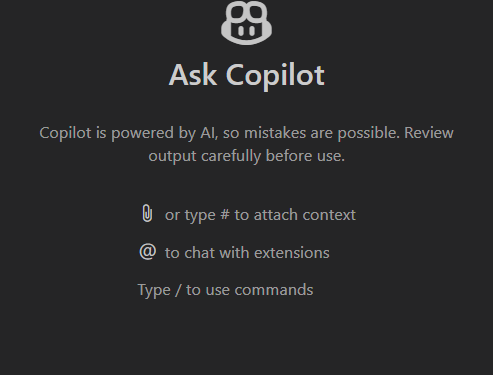 Ask Copilot
Copilot is powered by AI, so mistakes are possible. Review
output carefully before use.
or type # to attach context
@ to chat with extensions
Type / to use commands